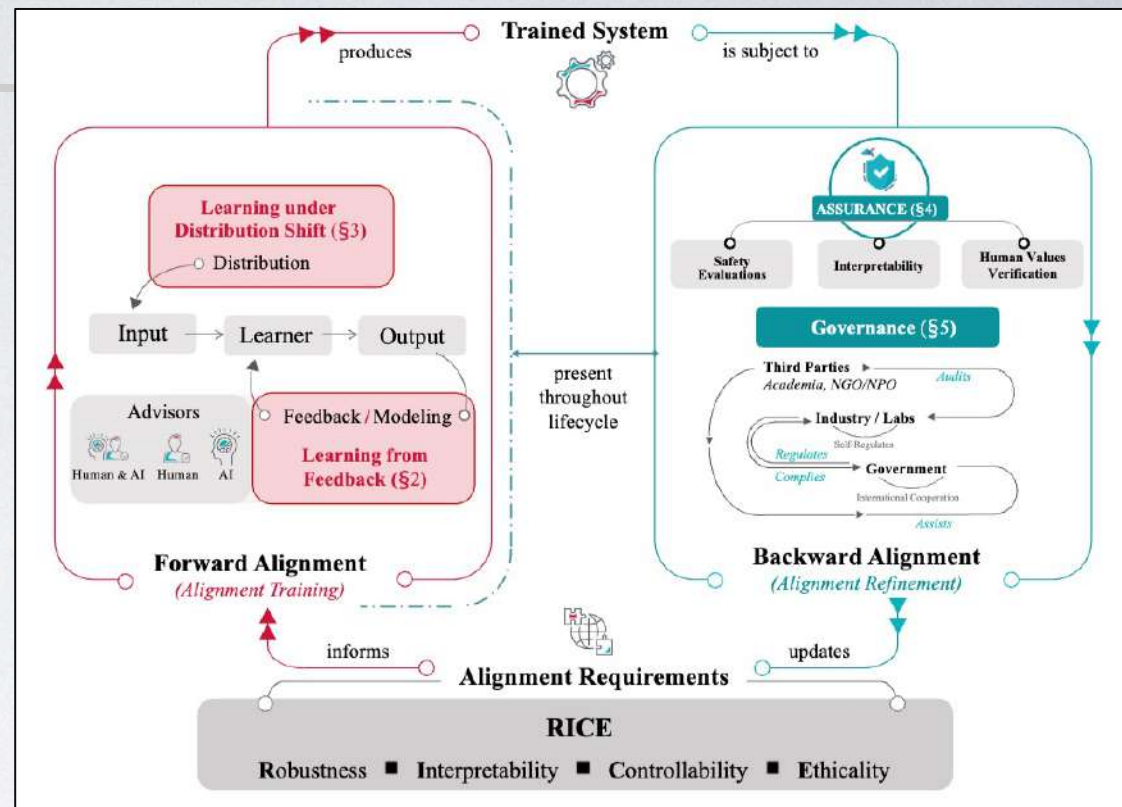 Trained System
produces
is subject to
Learning under
Distribution Shift (§3)
Distribution
Input
Learner
Output
Advisors
Human & AI
Human
AI
Feedback / Modeling
Learning from
Feedback (§2)
Forward Alignment
(Alignment Training)
present
throughout
lifecycle
ASSURANCE (§4)
Safety
Evaluations
Interpretability
Human Values
Verification
Governance (§5)
Third Parties
Academia, NGO/NPO
Audits
Industry / Labs
Self-Regulates
Regulates
Complies
Government
International Cooperation
Assists
Backward Alignment
(Alignment Refinement)
informs
updates
Alignment Requirements
RICE
Robustness ■ Interpretability ■ Controllability ■ Ethicality